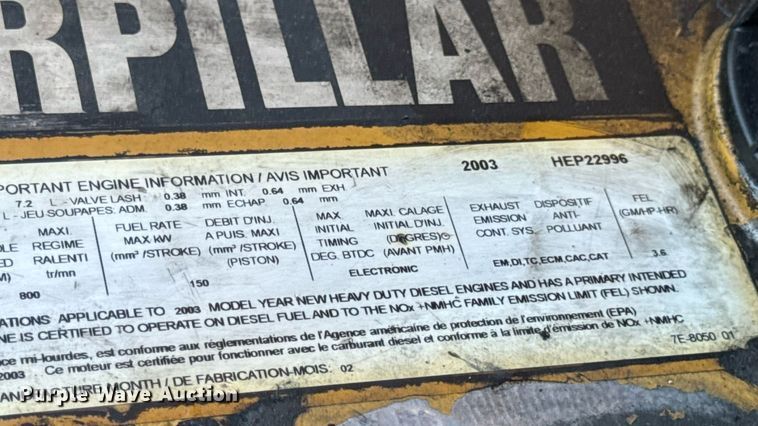 RPILLAR
PORTANT ENGINE INFORMATION / AVIS IMPORTANT 2003 HEP22996
7.2 L - VALVE LASH 0.38 mm INT. 0.64 mm EXH
L - JEU SOUPAPES: ADM. 0.38 mm ECHAP. 0.64 mm
MAXI. FUEL RATE DEBIT D'INJ. MAX MAXI. CALAGE EXHAUST DISPOSITIF FEL
REGIME MAX kW A PUIS. MAXI INITIAL INITIAL D'INJ. EMISSION ANTI- (GM/HP-HR)
RALENTI (mm³ /STROKE) (mm³ /STROKE) TIMING (DEGRES) CONT. SYS. POLLUANT
tr/mn (PISTON) DEG. BTDC (AVANT PMH)
800 150 ELECTRONIC EM,DI,TC,ECM,CAC,CAT 3.6
ATIONS APPLICABLE TO 2003 MODEL YEAR NEW HEAVY DUTY DIESEL ENGINES AND HAS A PRIMARY INTENDED
NE IS CERTIFIED TO OPERATE ON DIESEL FUEL AND TO THE NOx +NMHC FAMILY EMISSION LIMIT (FEL) SHOWN.
ce mi-lourdes, est conforme aux réglementations de l'Agence américaine de protection de l'environnement (EPA)
2003 Ce moteur est certifiée pour fonctionner avec le carburant diesel et conforme à la limite d'émission de NOx +NMHC
7E-8050 01
MONTH / DE FABRICATION-MOIS: 02
Purple Wave Auction